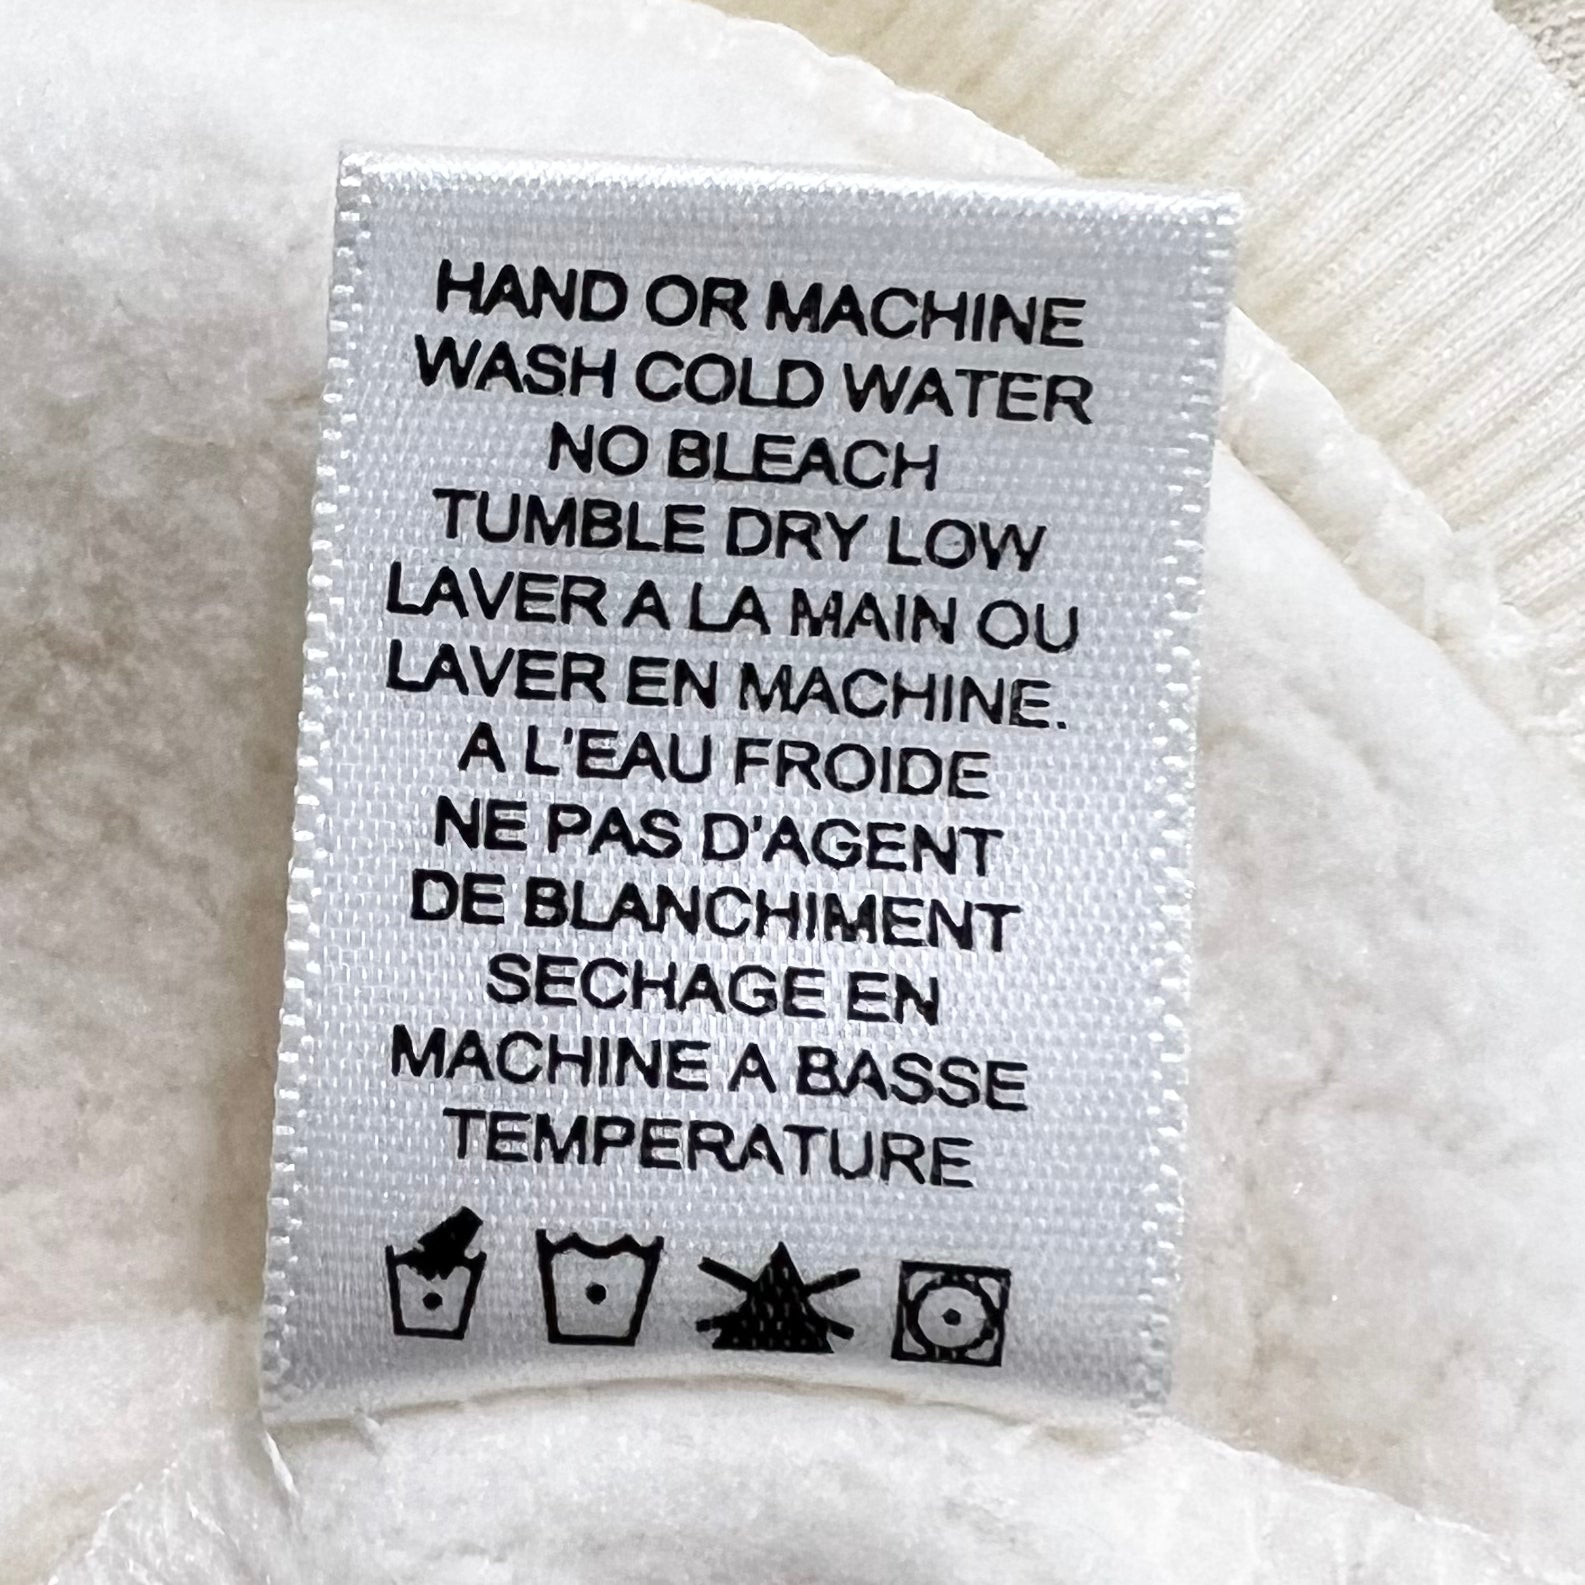 HAND OR MACHINE
WASH COLD WATER
NO BLEACH
TUMBLE DRY LOW
LAVER A LA MAIN OU
LAVER EN MACHINE.
A L'EAU FROIDE
NE PAS D'AGENT
DE BLANCHIMENT
SECHAGE EN
MACHINE A BASSE
TEMPERATURE